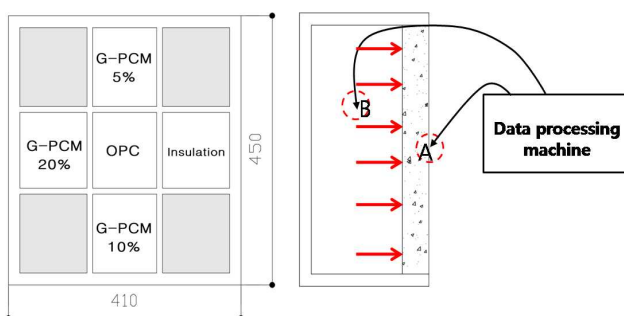 G-PCM
5%
G-PCM
20%
OPC
Insulation
G-PCM
10%
450
410
B
A
Data processing
machine